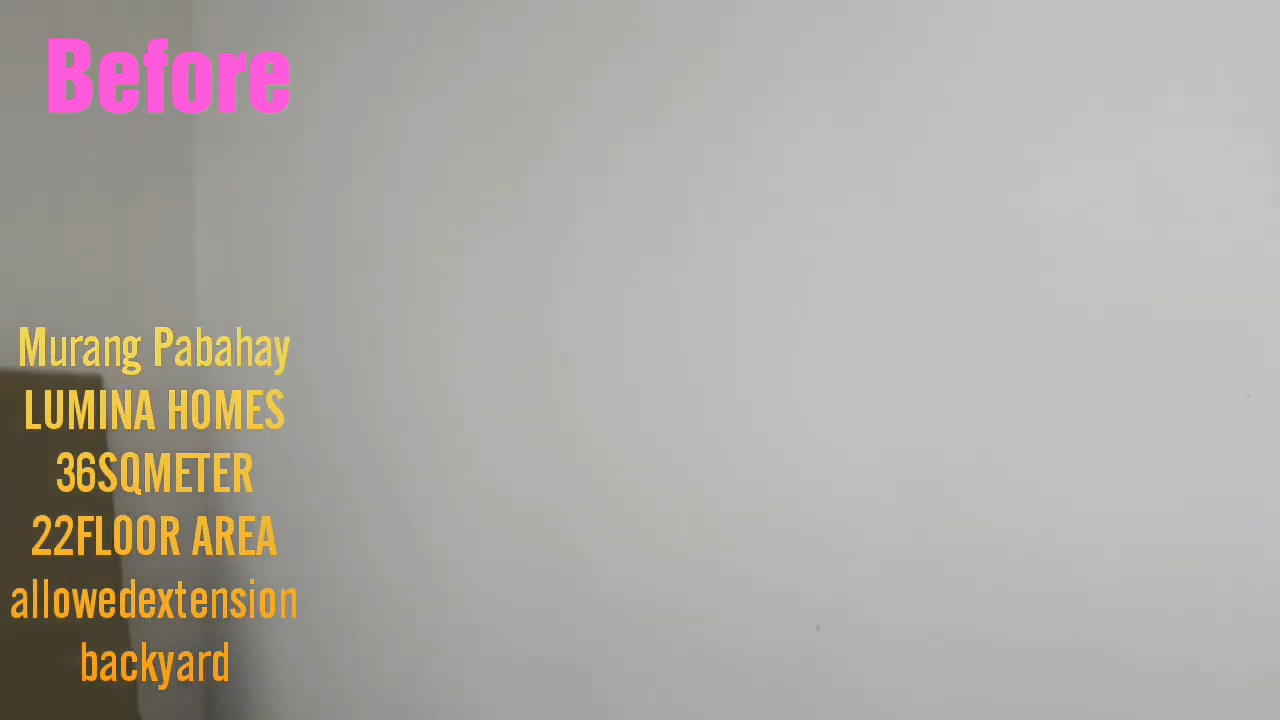 Before
Murang Pabahay
LUMINA HOMES
36SQMETER
22FLOOR AREA
allowedextension
backyard